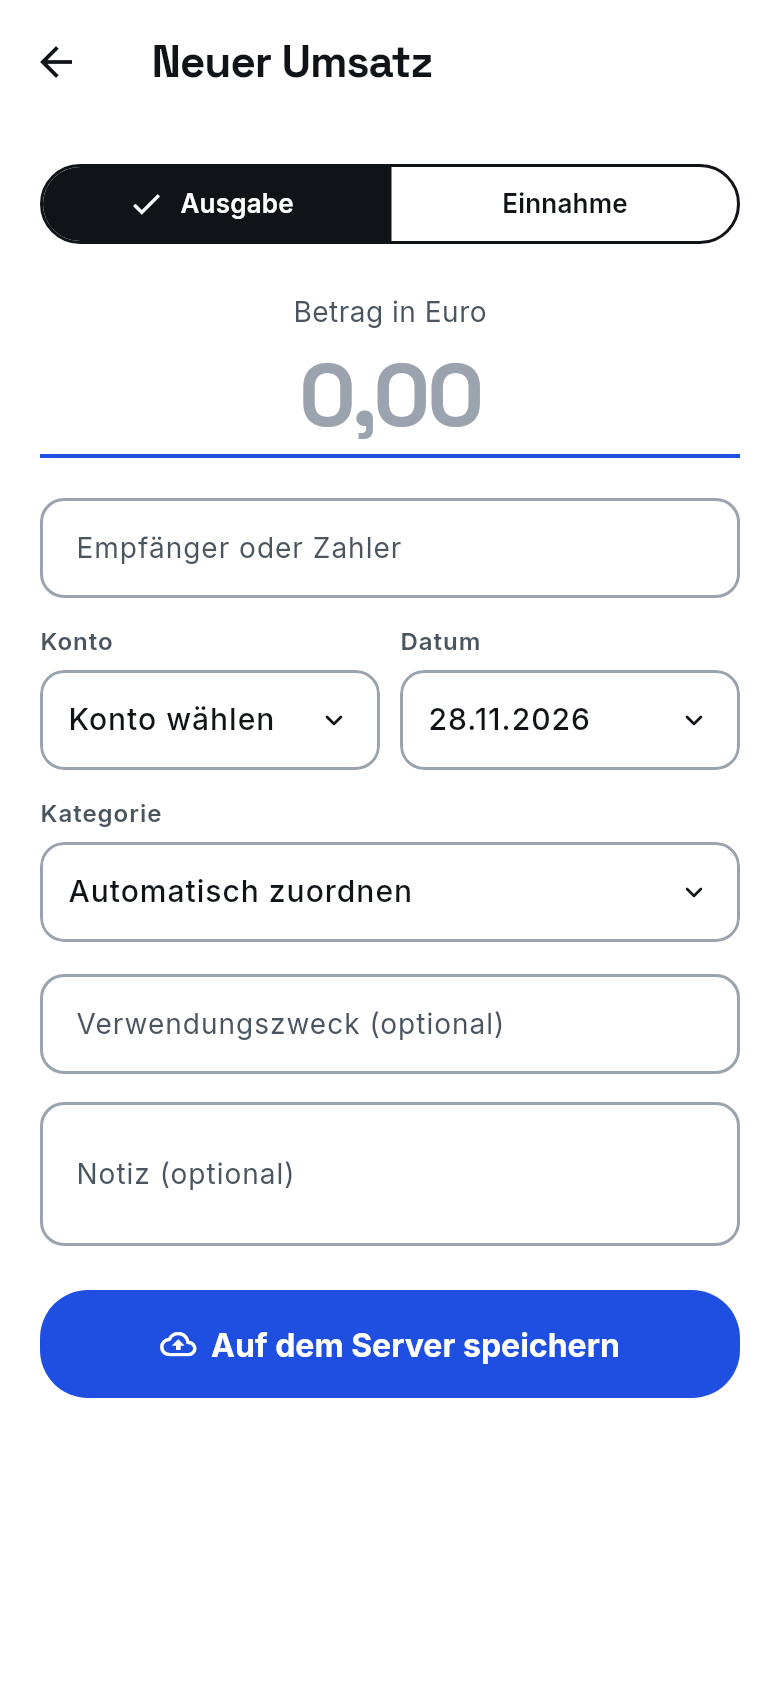 Neuer Umsatz
Ausgabe
Einnahme
Betrag in Euro
0,00
Empfänger oder Zahler
Konto
Datum
Konto wählen
28.11.2026
Kategorie
Automatisch zuordnen
Verwendungszweck (optional)
Notiz (optional)
Auf dem Server speichern